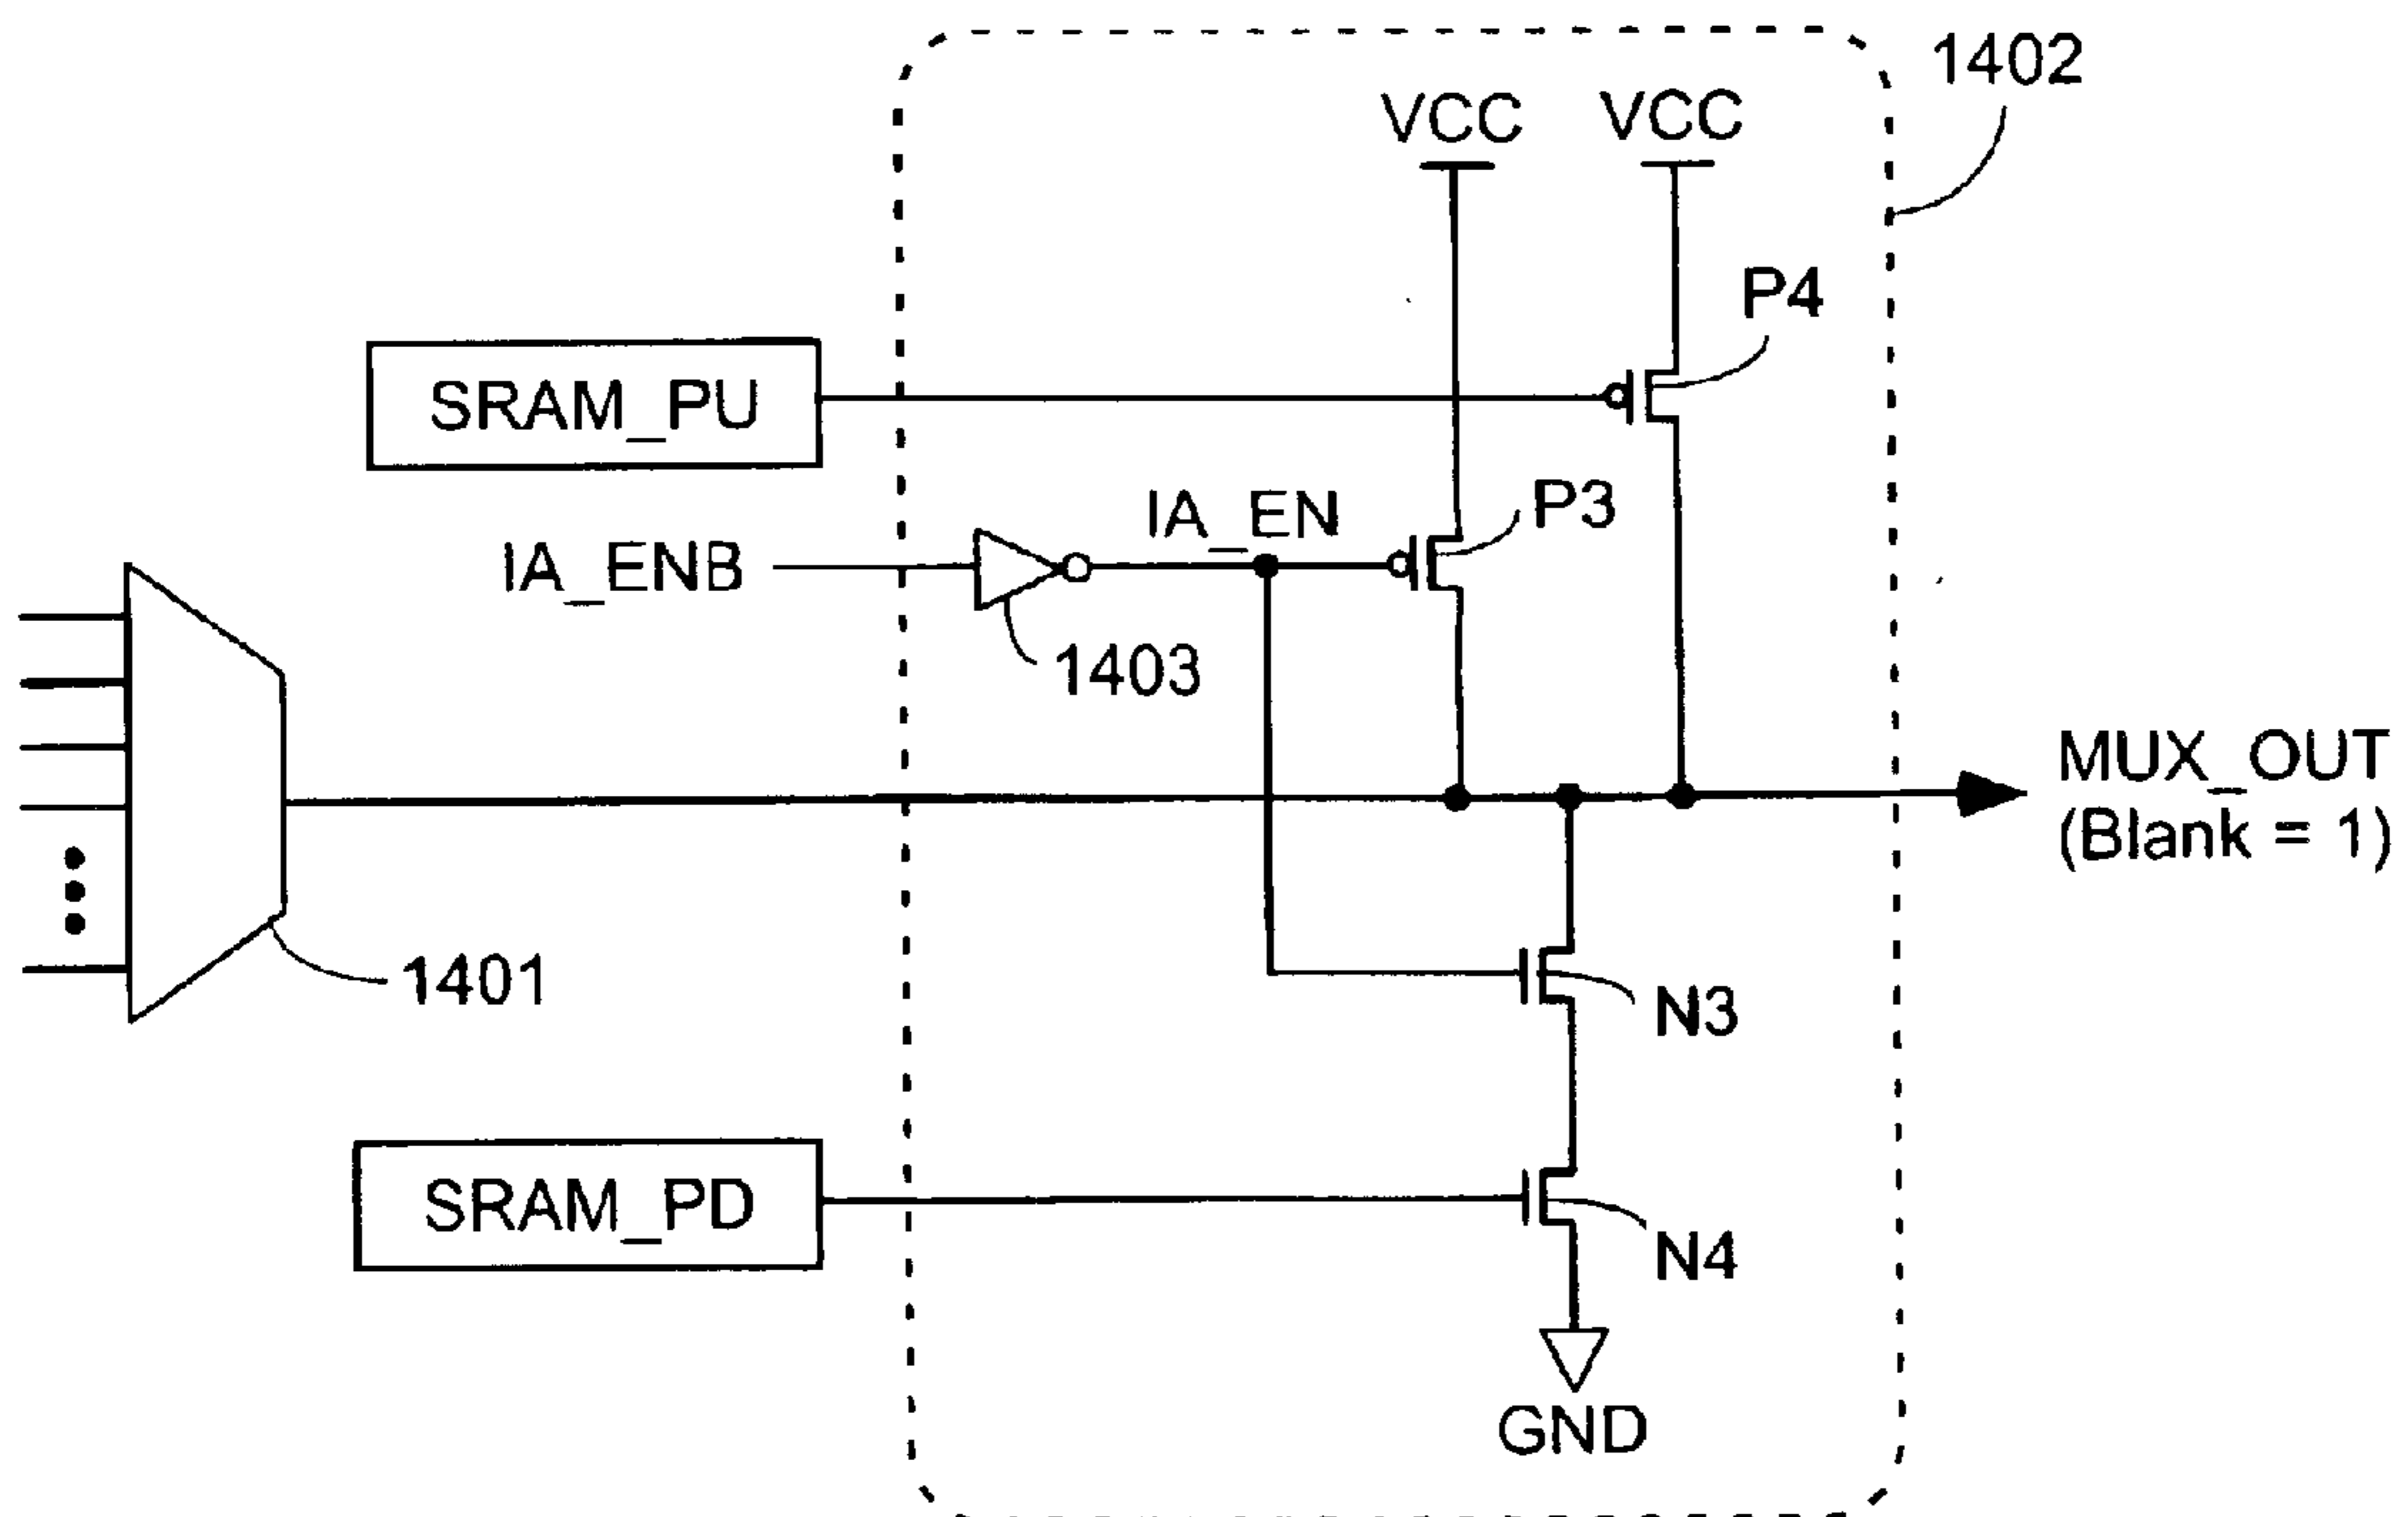 1402
VCC
VCC
P4
SRAM_PU
P3
IA_EN
IA_ENB
1403
MUX_OUT
(Blank = 1)
1401
N3
SRAM_PD
N4
GND